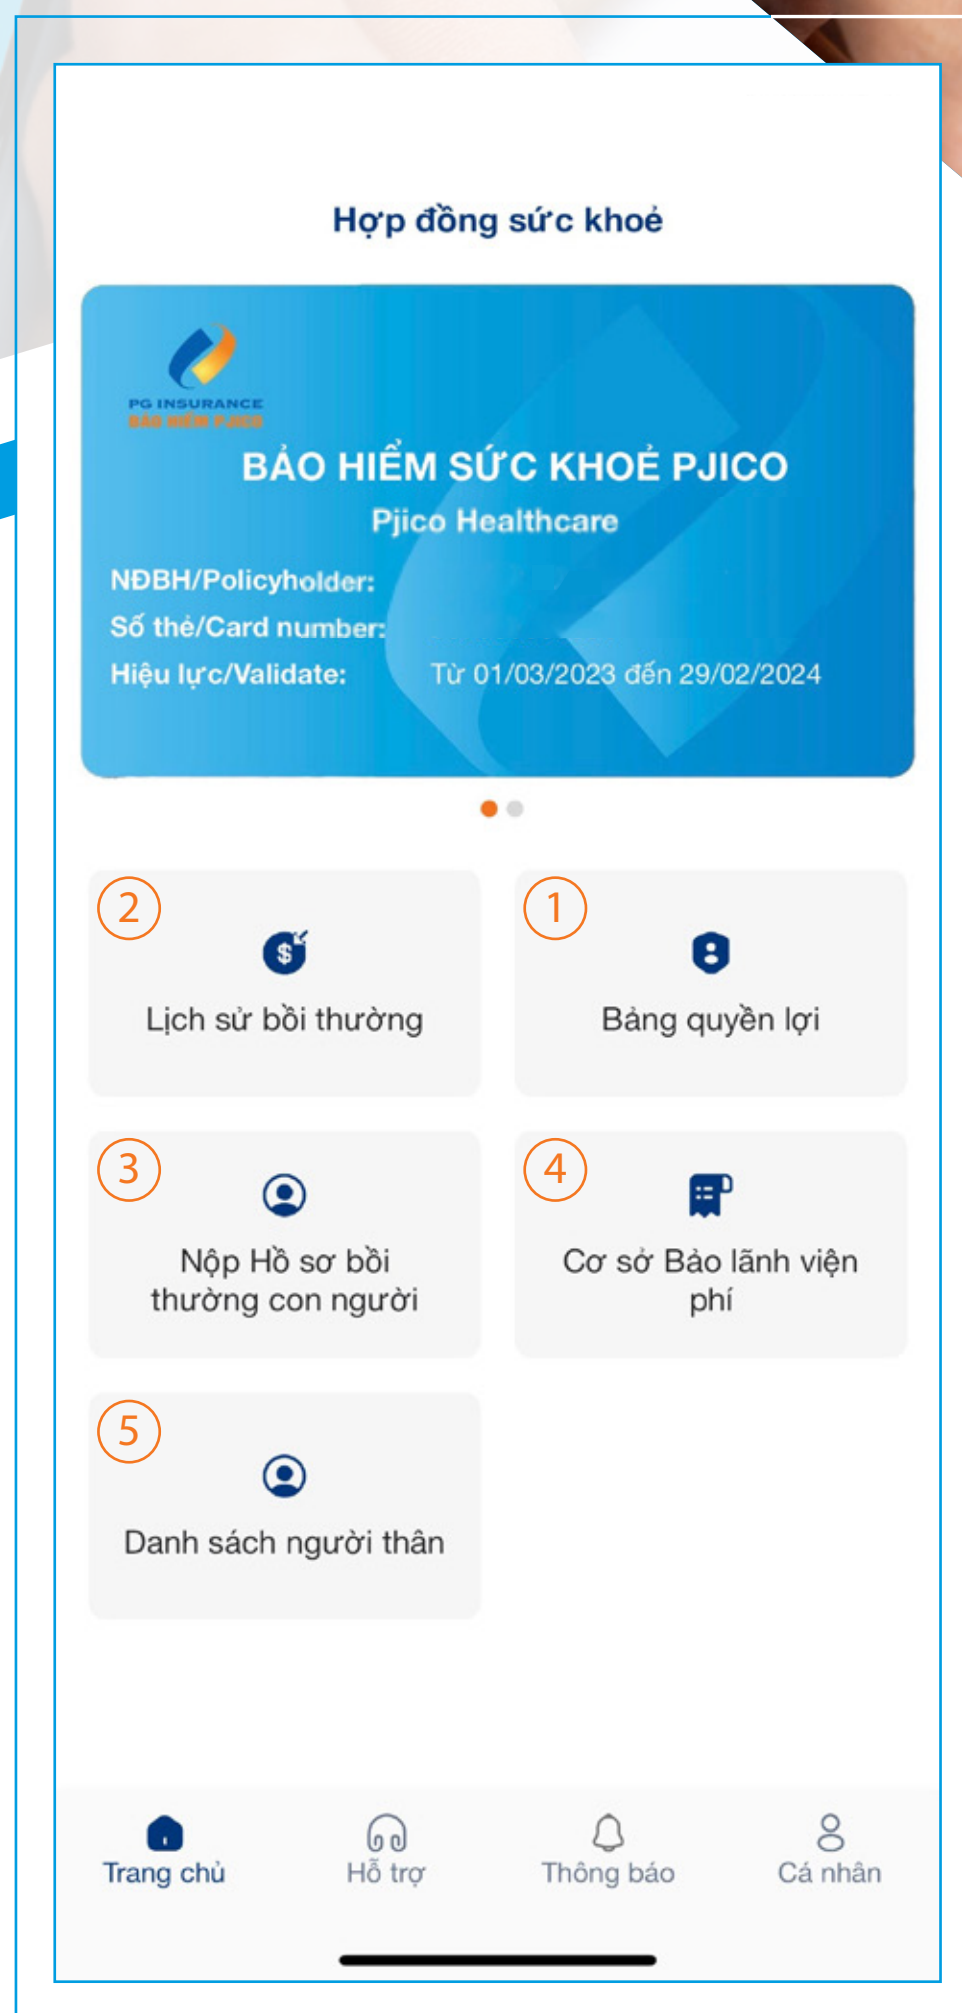 Hợp đồng sức khoẻ
PG INSURANCE
BẢO HIỂM PJICO
BẢO HIỂM SỨC KHOẺ PJICO
Pjico Healthcare
NĐBH/Policyholder:
Số thẻ/Card number:
Hiệu lực/Validate: Từ 01/03/2023 đến 29/02/2024
2
Lịch sử bồi thường
1
Bảng quyền lợi
3
Nộp Hồ sơ bồi
thường con người
4
Cơ sở Bảo lãnh viện
phí
5
Danh sách người thân
Trang chủ
Hỗ trợ
Thông báo
Cá nhân